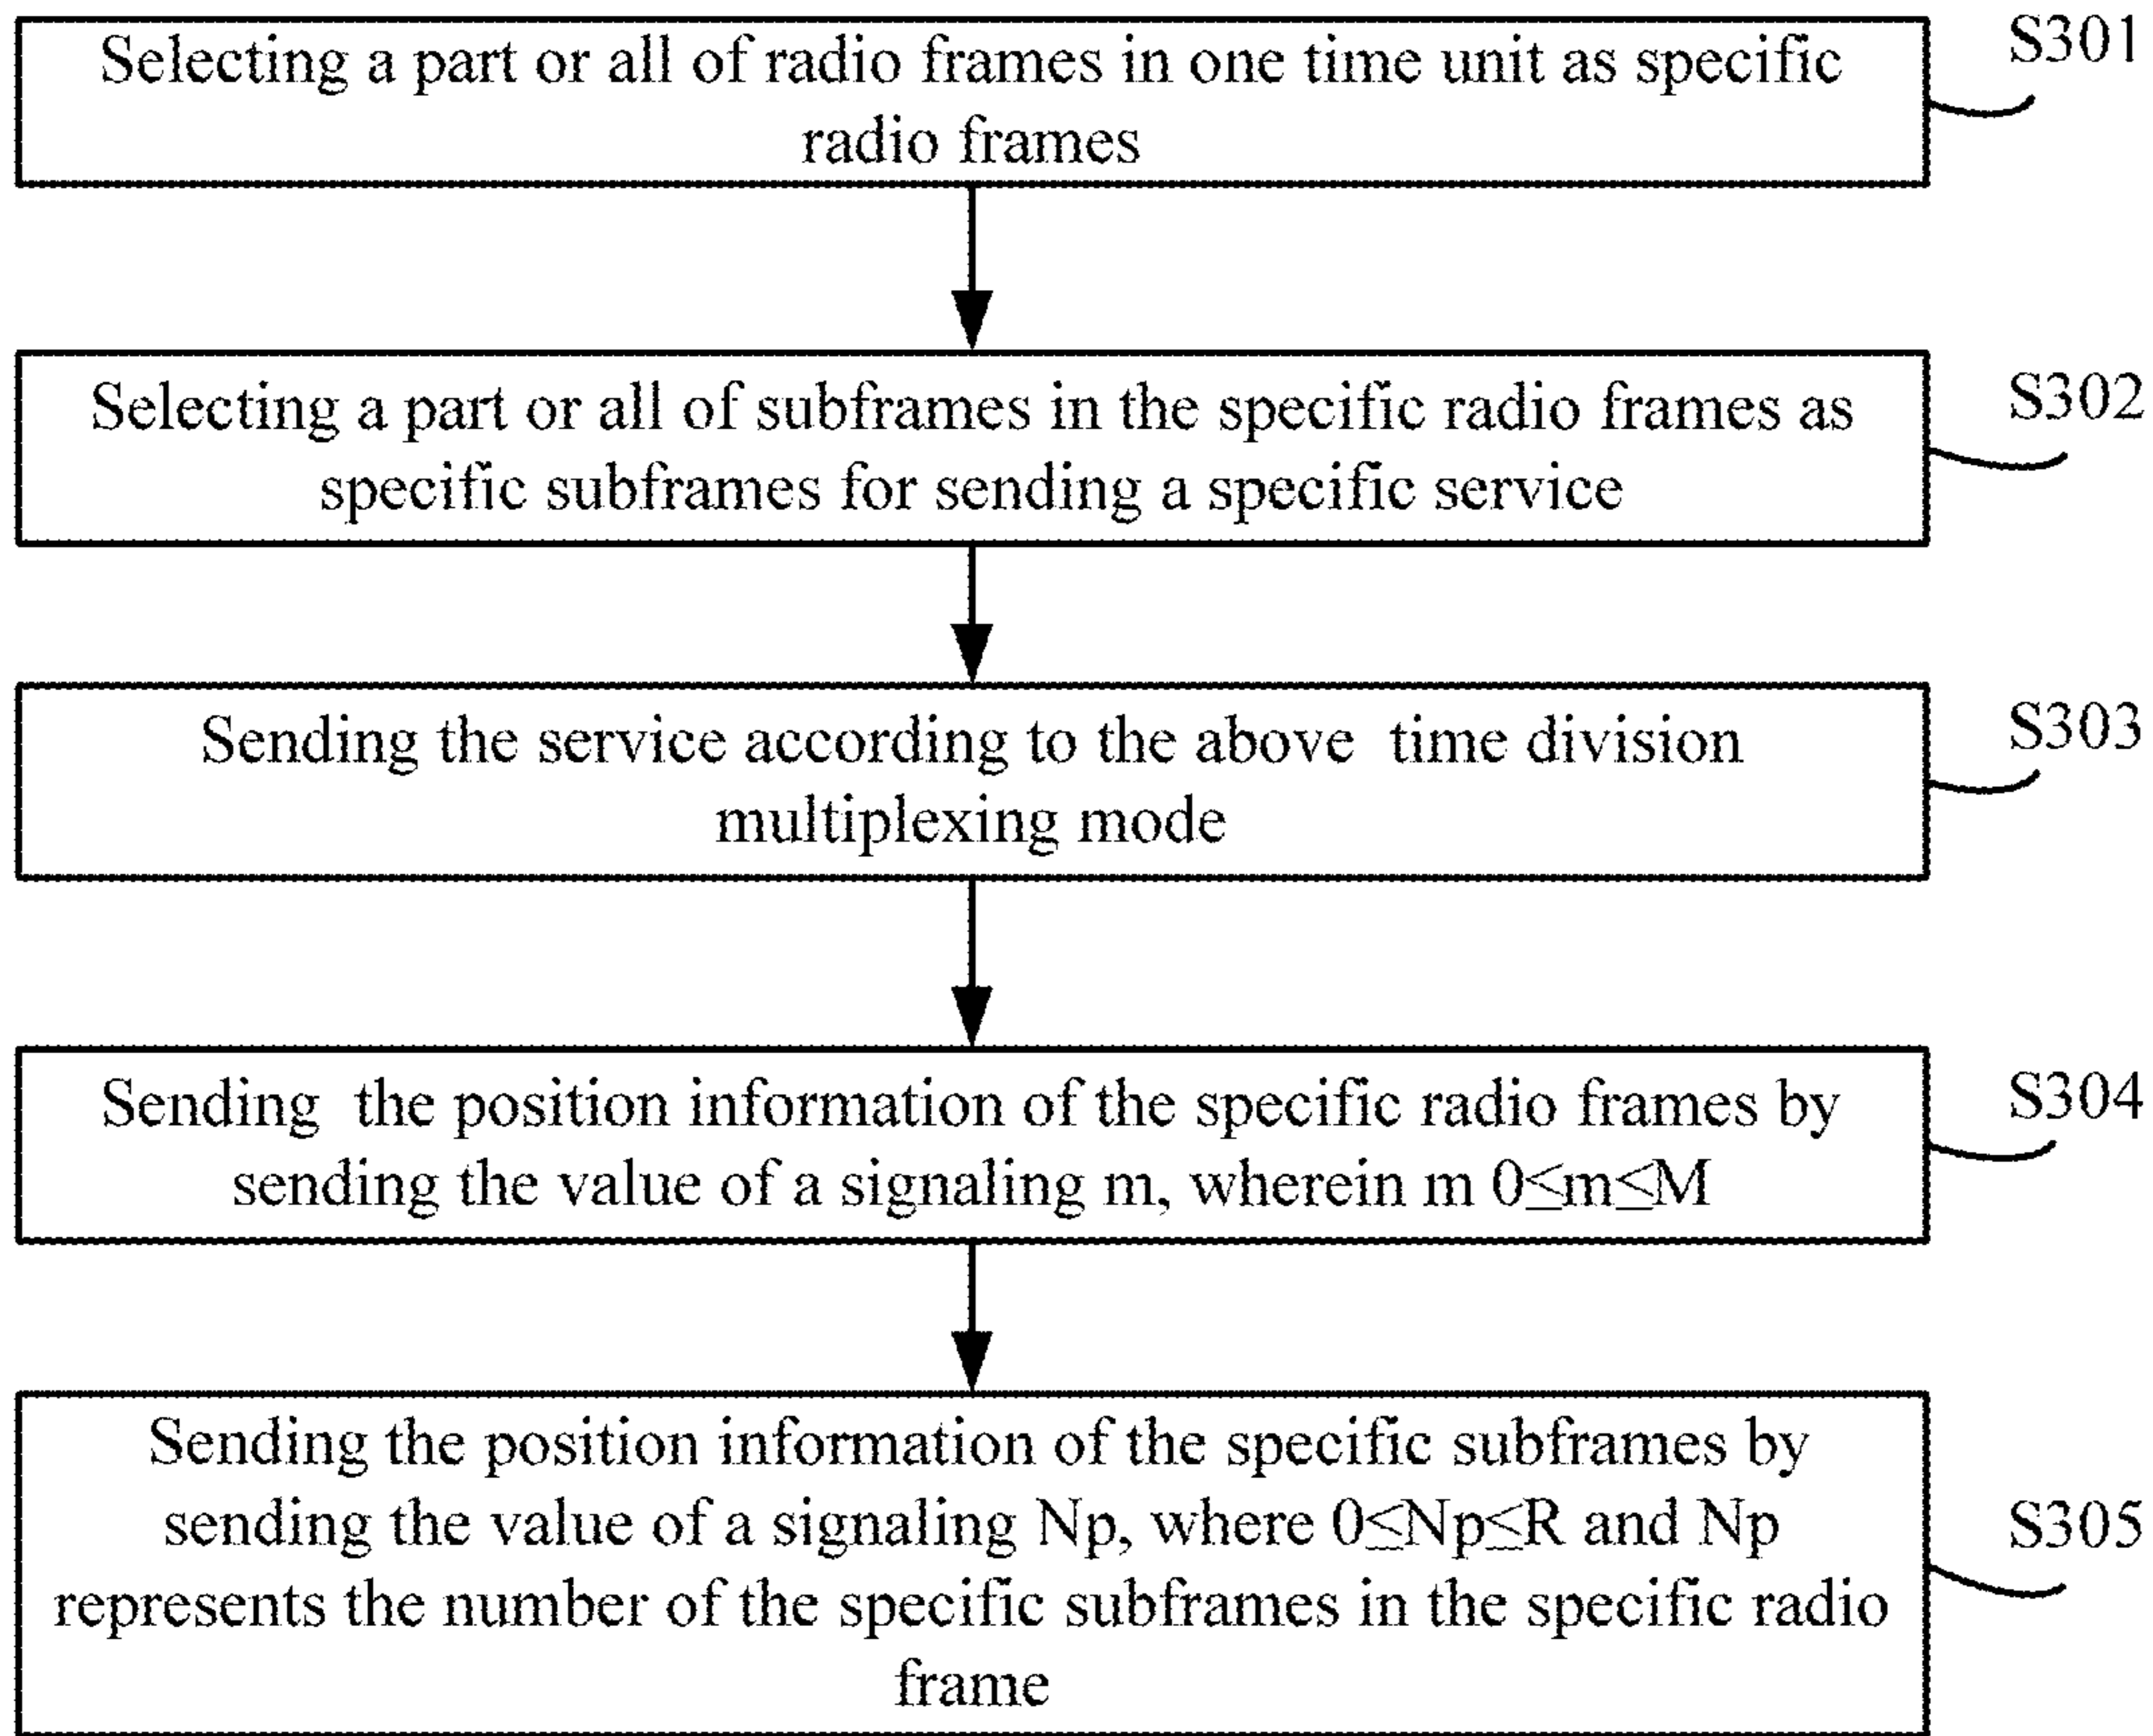 Selecting a part or all of radio frames in one time unit as specific
radio frames
S301
Selecting a part or all of subframes in the specific radio frames as
specific subframes for sending a specific service
S302
Sending the service according to the above time division
multiplexing mode
S303
Sending the position information of the specific radio frames by
sending the value of a signaling m, wherein m 0≤m≤M
S304
Sending the position information of the specific subframes by
sending the value of a signaling Np, where 0≤Np≤R and Np
represents the number of the specific subframes in the specific radio
frame
S305